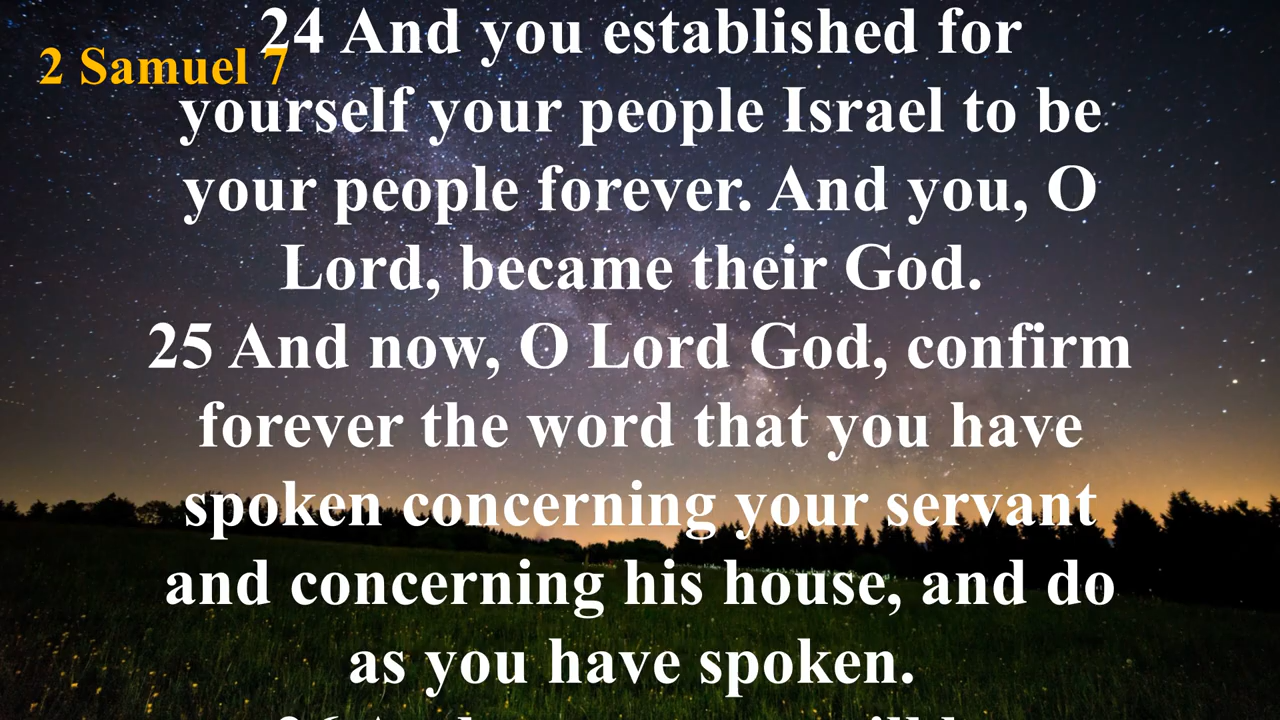 2 Samuel 7
24 And you established for
yourself your people Israel to be
your people forever. And you, O
Lord, became their God.
25 And now, O Lord God, confirm
forever the word that you have
spoken concerning your servant
and concerning his house, and do
as you have spoken.